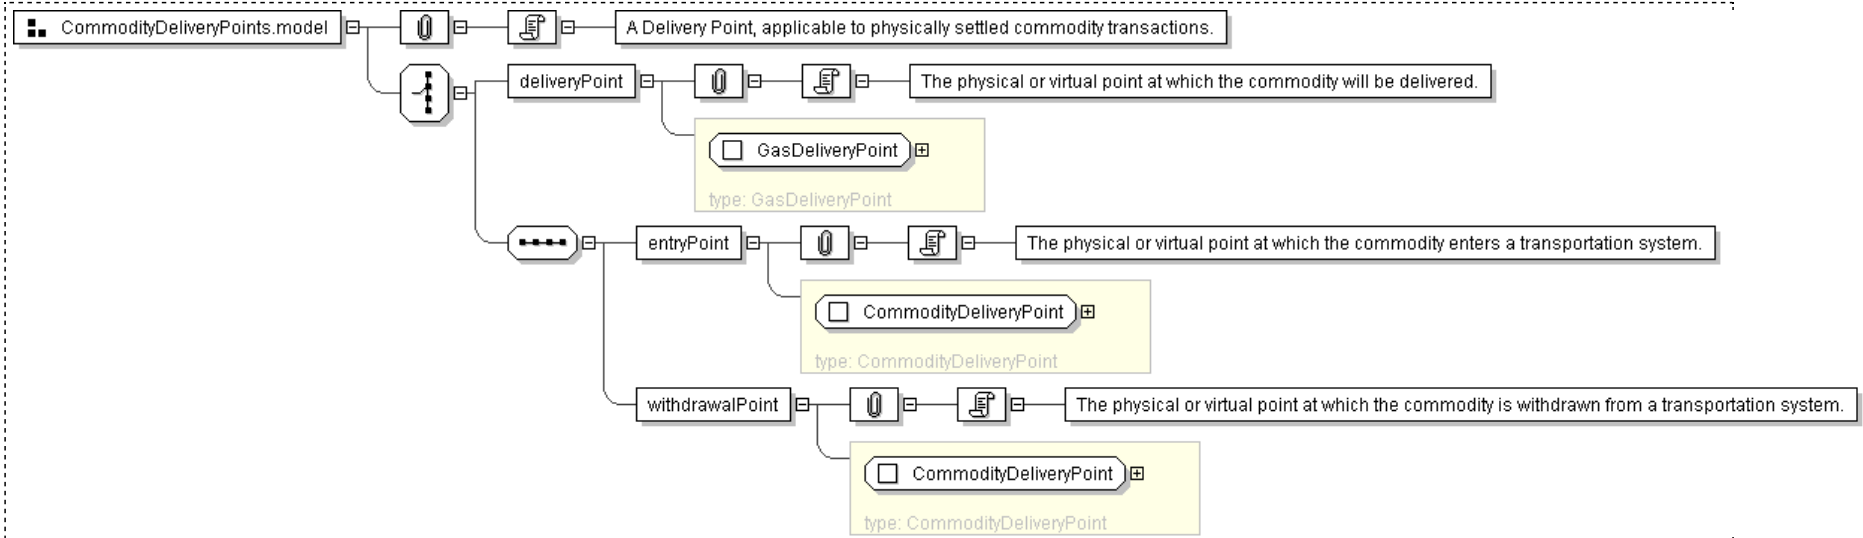 CommodityDeliveryPoints.model
A Delivery Point, applicable to physically settled commodity transactions.
deliveryPoint
The physical or virtual point at which the commodity will be delivered.
GasDeliveryPoint
type: GasDeliveryPoint
entryPoint
The physical or virtual point at which the commodity enters a transportation system.
CommodityDeliveryPoint
type: CommodityDeliveryPoint
withdrawalPoint
The physical or virtual point at which the commodity is withdrawn from a transportation system.
CommodityDeliveryPoint
type: CommodityDeliveryPoint